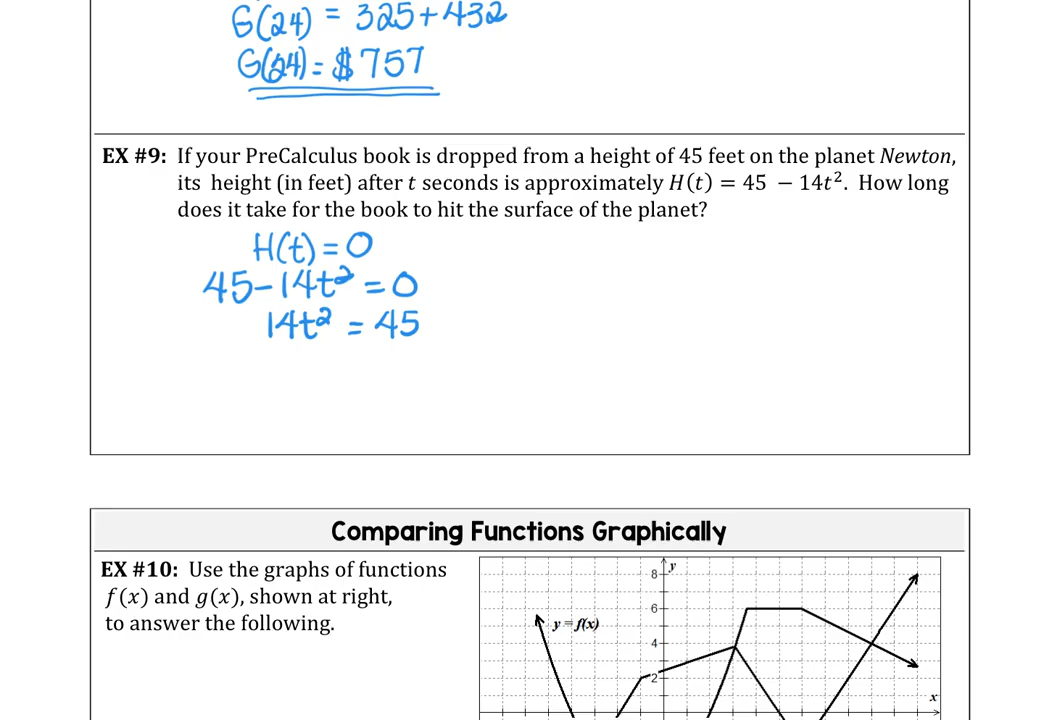 G(24) = 325+432
G(24) = $757
EX #9: If your PreCalculus book is dropped from a height of 45 feet on the planet Newton,
its height (in feet) after t seconds is approximately H(t) = 45 − 14t². How long
does it take for the book to hit the surface of the planet?
H(t) = 0
45-14t² = 0
14t² = 45
Comparing Functions Graphically
EX #10: Use the graphs of functions
f(x) and g(x), shown at right,
to answer the following.
8
y
y = f(x)
6
4
2
x